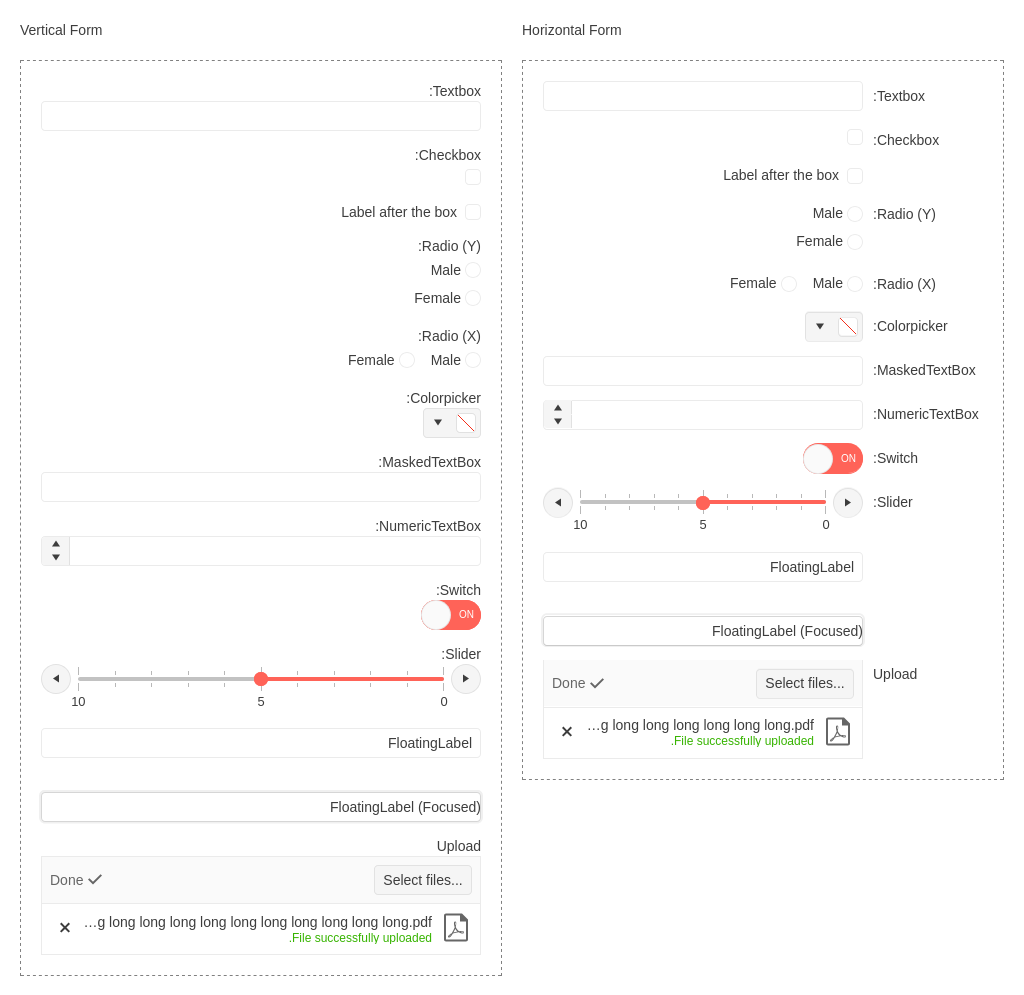 Vertical Form
:Textbox
:Checkbox
Label after the box
:Radio (Y)
Male
Female
:Radio (X)
Female Male
:Colorpicker
:MaskedTextBox
:NumericTextBox
:Switch
ON
:Slider
10 5 0
FloatingLabel
FloatingLabel (Focused)
Upload
Done Select files...
...g long long long long long long long long long long.pdf
.File successfully uploaded
Horizontal Form
:Textbox
:Checkbox
Label after the box
Male :Radio (Y)
Female
Female Male :Radio (X)
:Colorpicker
:MaskedTextBox
:NumericTextBox
ON :Switch
:Slider
10 5 0
FloatingLabel
FloatingLabel (Focused)
Upload
Done Select files...
...g long long long long long long.pdf
.File successfully uploaded